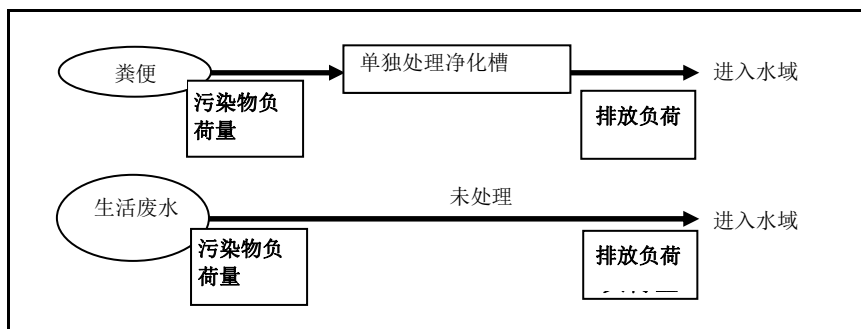 粪便
单独处理净化槽
进入水域
污染物负
荷量
排放负荷
生活废水
未处理
进入水域
污染物负
荷量
排放负荷